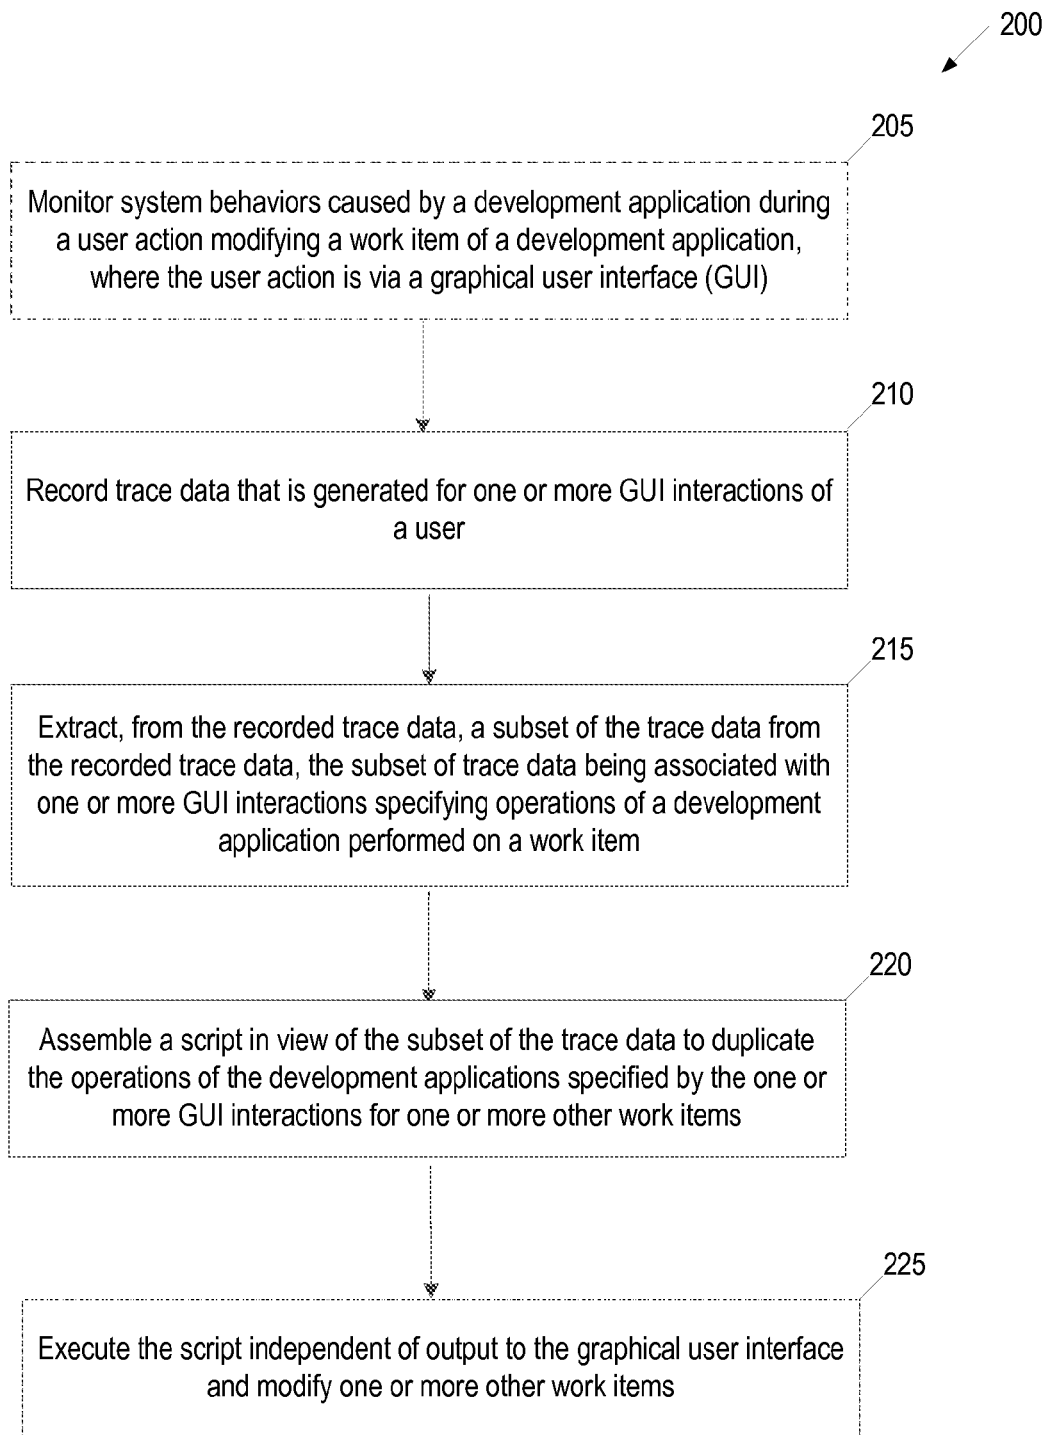 200
205
Monitor system behaviors caused by a development application during
a user action modifying a work item of a development application,
where the user action is via a graphical user interface (GUI)
210
Record trace data that is generated for one or more GUI interactions of
a user
215
Extract, from the recorded trace data, a subset of the trace data from
the recorded trace data, the subset of trace data being associated with
one or more GUI interactions specifying operations of a development
application performed on a work item
220
Assemble a script in view of the subset of the trace data to duplicate
the operations of the development applications specified by the one or
more GUI interactions for one or more other work items
225
Execute the script independent of output to the graphical user interface
and modify one or more other work items